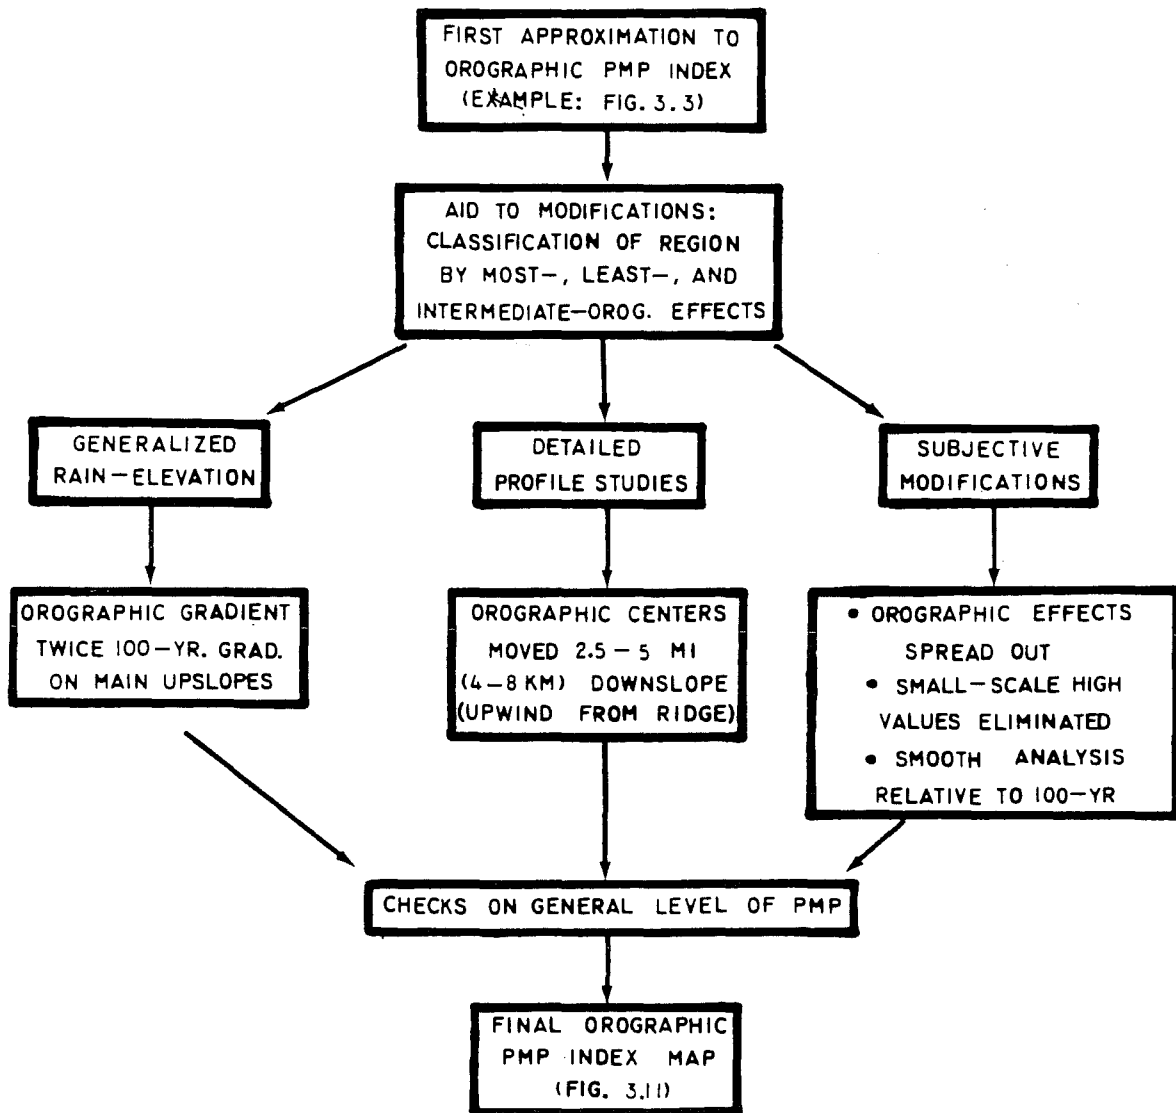 FIRST APPROXIMATION TO
OROGRAPHIC PMP INDEX
(EXAMPLE: FIG. 3.3)
AID TO MODIFICATIONS:
CLASSIFICATION OF REGION
BY MOST-, LEAST-, AND
INTERMEDIATE-OROG. EFFECTS
GENERALIZED
RAIN-ELEVATION
DETAILED
PROFILE STUDIES
SUBJECTIVE
MODIFICATIONS
OROGRAPHIC GRADIENT
TWICE 100-YR. GRAD.
ON MAIN UPSLOPES
OROGRAPHIC CENTERS
MOVED 2.5-5 MI
(4-8 KM) DOWNSLOPE
(UPWIND FROM RIDGE)
• OROGRAPHIC EFFECTS
SPREAD OUT
• SMALL-SCALE HIGH
VALUES ELIMINATED
• SMOOTH ANALYSIS
RELATIVE TO 100-YR
CHECKS ON GENERAL LEVEL OF PMP
FINAL OROGRAPHIC
PMP INDEX MAP
(FIG. 3.11)